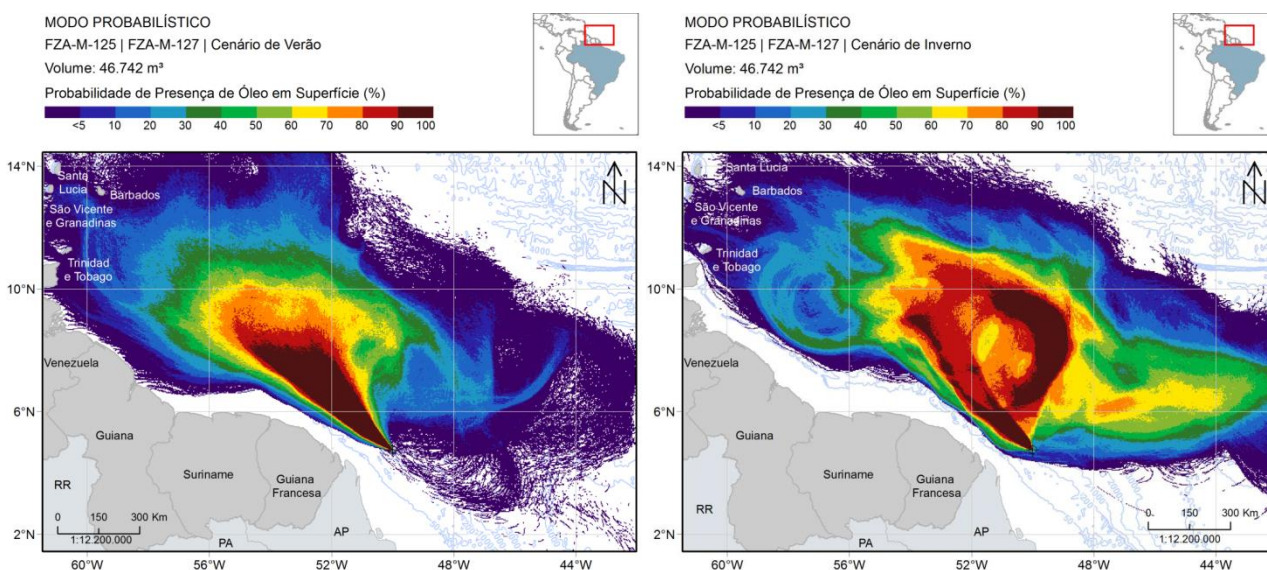 MODO PROBABILÍSTICO
FZA-M-125 | FZA-M-127 | Cenário de Verão
Volume: 46.742 m³
Probabilidade de Presença de Óleo em Superfície (%)
<5 10 20 30 40 50 60 70 80 90 100
14°N
Santa
Lucia
Barbados
São Vicente
e Granadinas
Trinidad
e Tobago
10°N
Venezuela
6°N
Guiana
Suriname
Guiana
Francesa
RR
0 150 300 Km
1:12.200.000
2°N
PA
AP
60°W 56°W 52°W 48°W 44°W
N
MODO PROBABILÍSTICO
FZA-M-125 | FZA-M-127 | Cenário de Inverno
Volume: 46.742 m³
Probabilidade de Presença de Óleo em Superfície (%)
<5 10 20 30 40 50 60 70 80 90 100
14°N
Santa Lucia
Barbados
São Vicente
e Granadinas
Trinidad
e Tobago
10°N
Venezuela
6°N
Guiana
Suriname
Guiana
Francesa
RR
0 150 300 Km
1:12.200.000
2°N
PA
AP
60°W 56°W 52°W 48°W 44°W
N